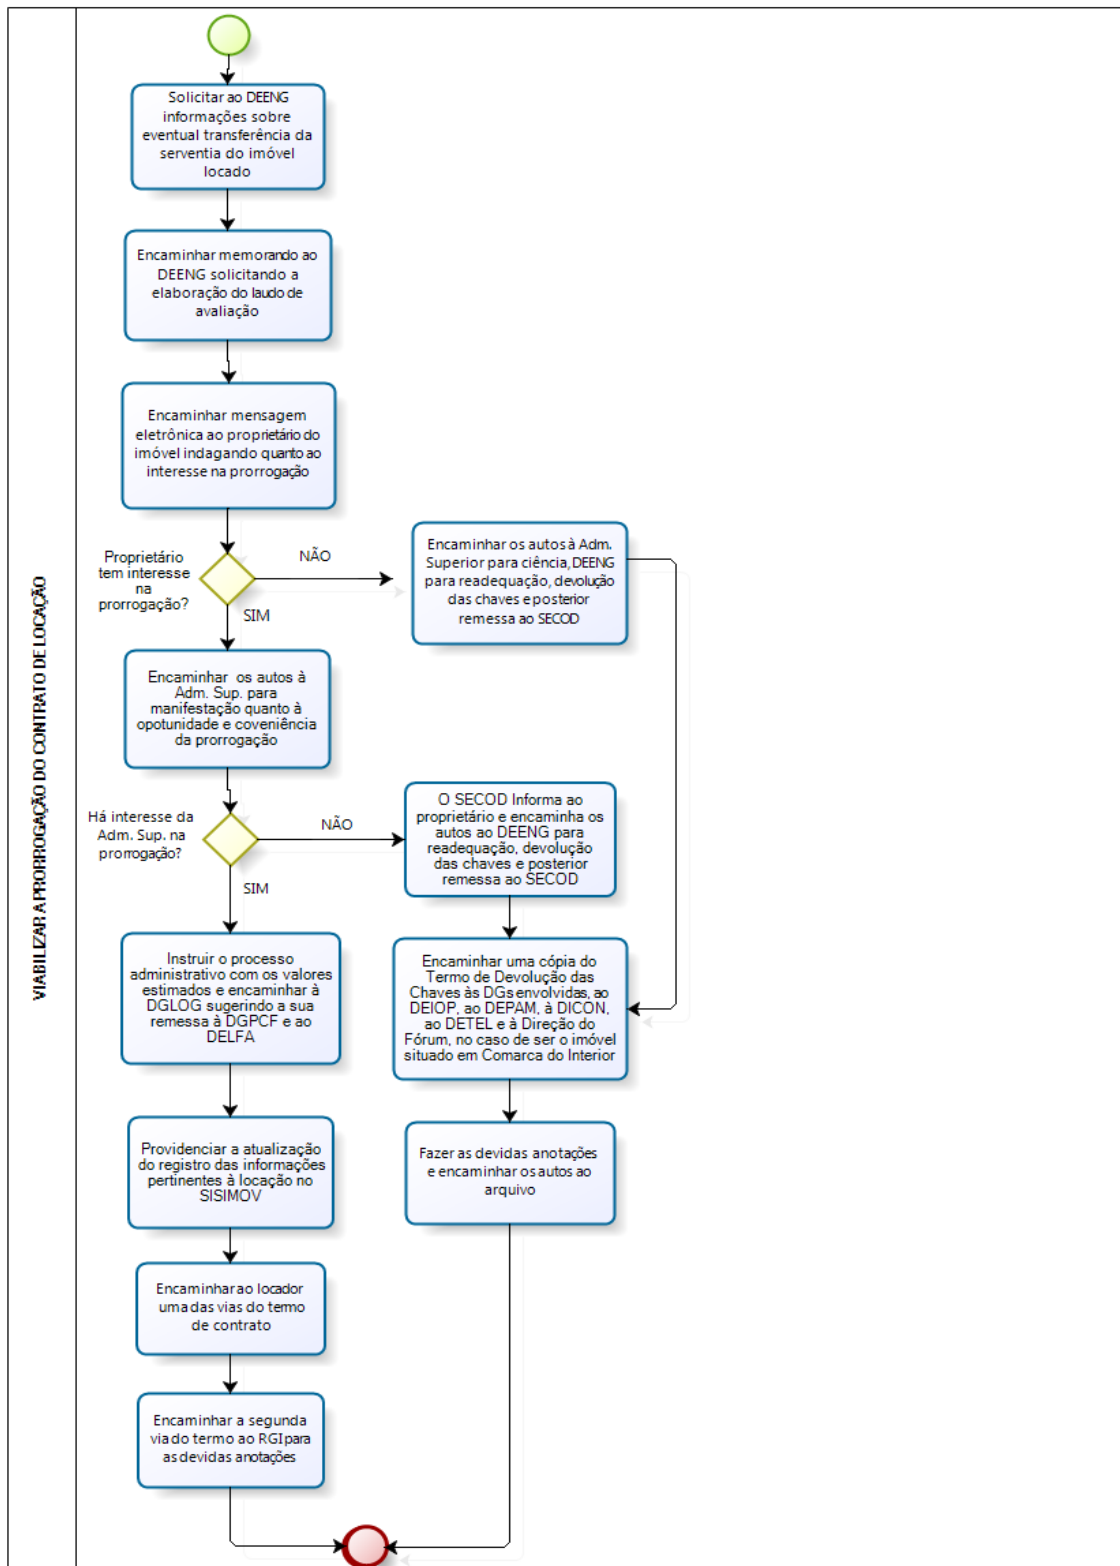 VIABILIZAR A PRORROGAÇÃO DO CONTRATO DE LOCAÇÃO
Solicitar ao DEENG
informações sobre
eventual transferência da
serventia do imóvel
locado
Encaminhar memorando ao
DEENG solicitando a
elaboração do laudo de
avaliação
Encaminhar mensagem
eletrônica ao proprietário do
imóvel indagando quanto ao
interesse na prorrogação
Proprietário
tem interesse
na
prorrogação?
NÃO
SIM
Encaminhar os autos à Adm.
Superior para ciência, DEENG
para readequação, devolução
das chaves e posterior
remessa ao SECOD
Encaminhar os autos à
Adm. Sup. para
manifestação quanto à
opotunidade e coveniência
da prorrogação
Há interesse da
Adm. Sup. na
prorrogação?
NÃO
SIM
O SECOD Informa ao
proprietário e encaminha os
autos ao DEENG para
readequação, devolução
das chaves e posterior
remessa ao SECOD
Instruir o processo
administrativo com os valores
estimados e encaminhar à
DGLOG sugerindo a sua
remessa à DGPCF e ao
DELFA
Encaminhar uma cópia do
Termo de Devolução das
Chaves às DGs envolvidas, ao
DEIOP, ao DEPAM, à DICON,
ao DETEL e à Direção do
Fórum, no caso de ser o imóvel
situado em Comarca do Interior
Providenciar a atualização
do registro das informações
pertinentes à locação no
SISIMOV
Fazer as devidas anotações
e encaminhar os autos ao
arquivo
Encaminhar ao locador
uma das vias do termo
de contrato
Encaminhar a segunda
via do termo ao RGI para
as devidas anotações